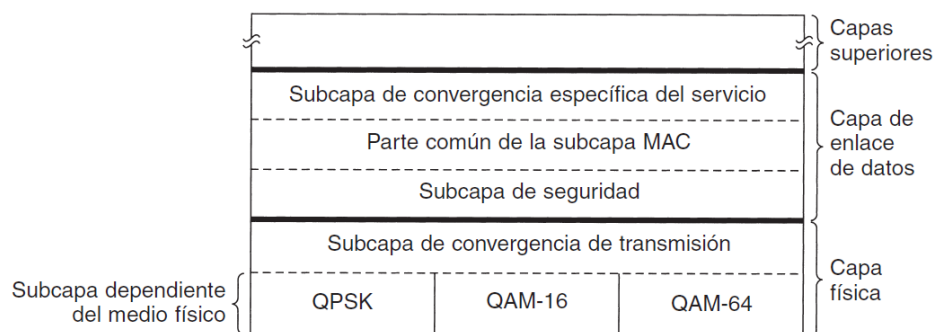 Capas
superiores
Subcapa de convergencia específica del servicio
Parte común de la subcapa MAC
Subcapa de seguridad
Capa de
enlace
de datos
Subcapa de convergencia de transmisión
Subcapa dependiente
del medio físico
QPSK
QAM-16
QAM-64
Capa
física